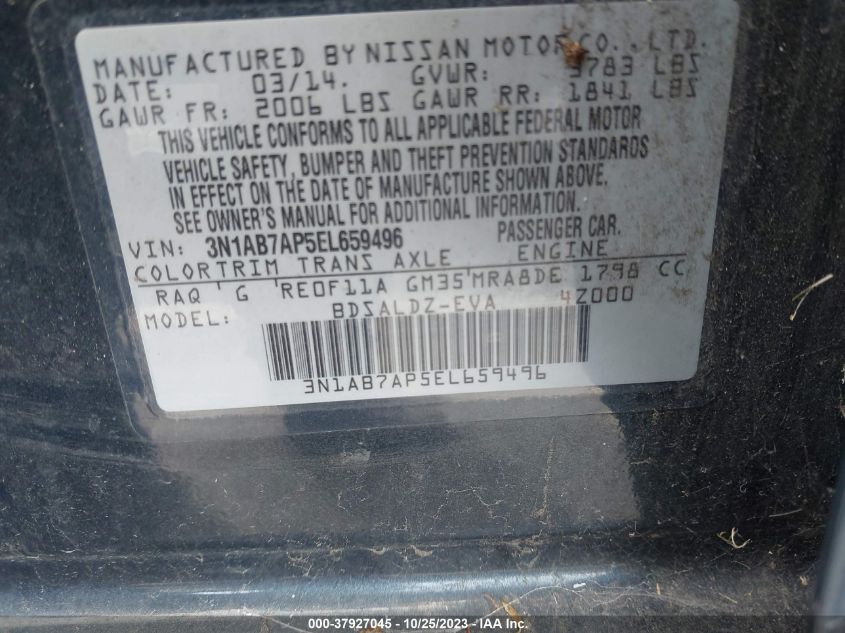 MANUFACTURED BY NISSAN MOTOR CO., LTD.
DATE: 03/14. GVWR: 3783 LBS
GAWR FR: 2006 LBS GAWR RR: 1841 LBS
THIS VEHICLE CONFORMS TO ALL APPLICABLE FEDERAL MOTOR
VEHICLE SAFETY, BUMPER AND THEFT PREVENTION STANDARDS
IN EFFECT ON THE DATE OF MANUFACTURE SHOWN ABOVE.
SEE OWNER'S MANUAL FOR ADDITIONAL INFORMATION.
VIN: 3N1AB7AP5EL659496 PASSENGER CAR.
COLOR TRIM TRANS AXLE ENGINE
RAQ G RE0F11A GM35 MRA8DE 1798 CC
MODEL: BDSALDZ-EVA 4Z000
3N1AB7AP5EL659496
000-37927045 - 10/25/2023 - IAA Inc.